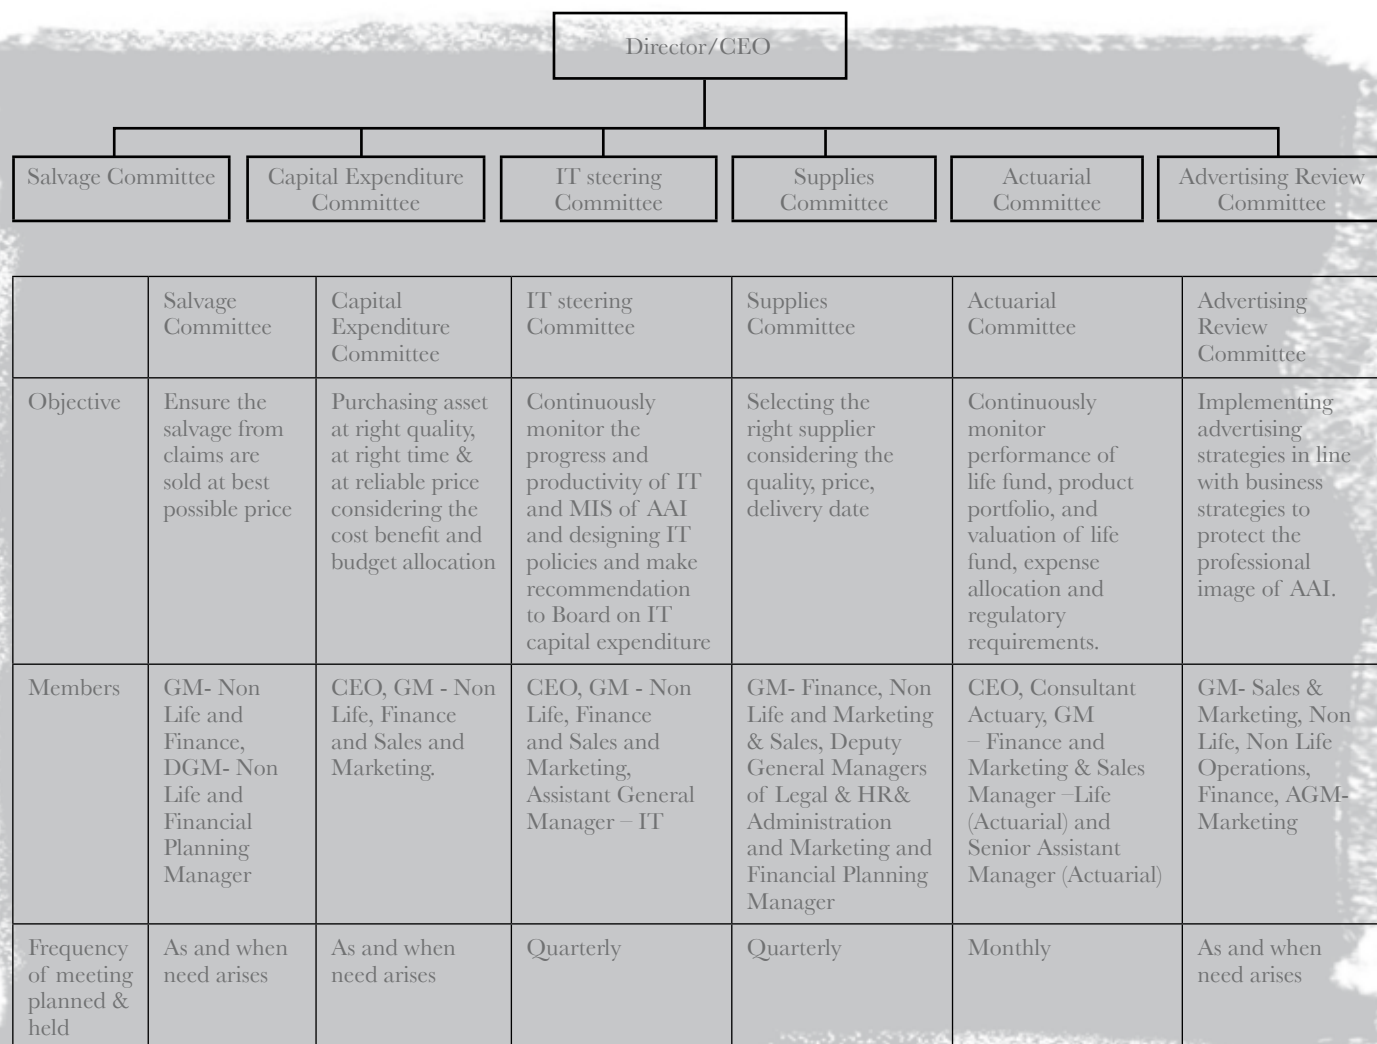 Director/CEO
Salvage Committee
Capital Expenditure
Committee
IT steering
Committee
Supplies
Committee
Actuarial
Committee
Advertising Review
Committee
Salvage
Committee
Capital
Expenditure
Committee
IT steering
Committee
Supplies
Committee
Actuarial
Committee
Advertising
Review
Committee
Objective
Ensure the
salvage from
claims are
sold at best
possible price
Purchasing asset
at right quality,
at right time &
at reliable price
considering the
cost benefit and
budget allocation
Continuously
monitor the
progress and
productivity of IT
and MIS of AAI
and designing IT
policies and make
recommendation
to Board on IT
capital expenditure
Selecting the
right supplier
considering the
quality, price,
delivery date
Continuously
monitor
performance of
life fund, product
portfolio, and
valuation of life
fund, expense
allocation and
regulatory
requirements.
Implementing
advertising
strategies in line
with business
strategies to
protect the
professional
image of AAI.
Members
GM- Non
Life and
Finance,
DGM- Non
Life and
Financial
Planning
Manager
CEO, GM - Non
Life, Finance
and Sales and
Marketing.
CEO, GM - Non
Life, Finance
and Sales and
Marketing,
Assistant General
Manager – IT
GM- Finance, Non
Life and Marketing
& Sales, Deputy
General Managers
of Legal & HR&
Administration
and Marketing and
Financial Planning
Manager
CEO, Consultant
Actuary, GM
– Finance and
Marketing & Sales
Manager –Life
(Actuarial) and
Senior Assistant
Manager (Actuarial)
GM- Sales &
Marketing, Non
Life, Non Life
Operations,
Finance, AGM-
Marketing
Frequency
of meeting
planned &
held
As and when
need arises
As and when
need arises
Quarterly
Quarterly
Monthly
As and when
need arises